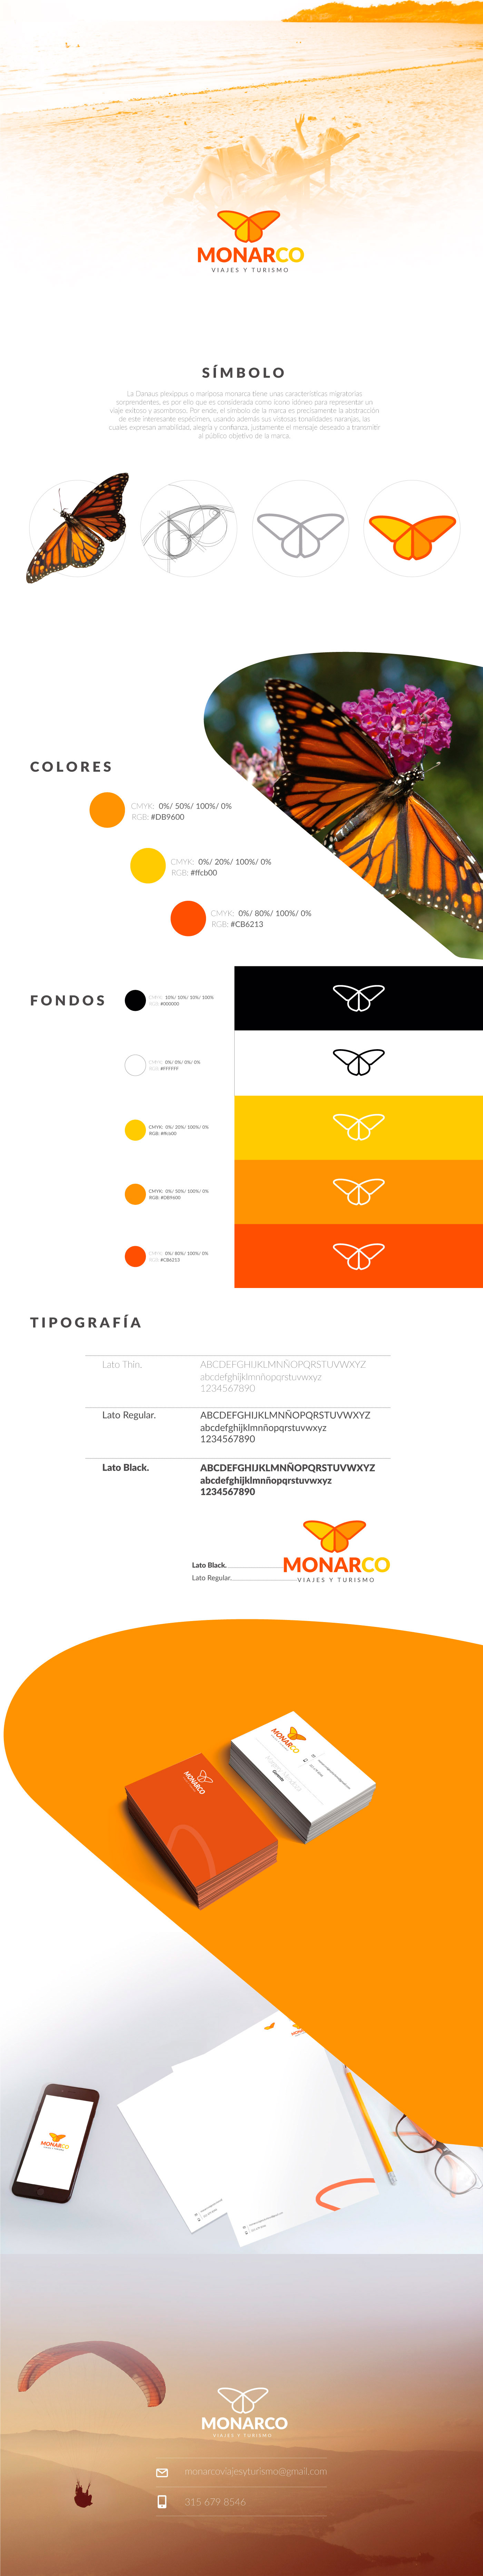 MONARCO
VIAJES Y TURISMO
SÍMBOLO
La Danaus plexippus o mariposa monarca tiene unas características migratorias
sorprendentes, es por ello que es considerada como icono idóneo para representar un
viaje exitoso y asombroso. Por ende, el símbolo de la marca es precisamente la abstracción
de este interesante espécimen, usando además sus vistosas tonalidades naranjas, las
cuales expresan amabilidad, alegría y confianza, justamente el mensaje deseado a transmitir
al público objetivo de la marca.
COLORES
CMYK: 0%/ 50%/ 100%/ 0%
RGB: #DB9600
CMYK: 0%/ 20%/ 100%/ 0%
RGB: #ffcb00
CMYK: 0%/ 80%/ 100%/ 0%
RGB: #CB6213
FONDOS
CMYK: 10%/ 10%/ 10%/ 100%
RGB: #000000
CMYK: 0%/ 0%/ 0%/ 0%
RGB: #FFFFFF
CMYK: 0%/ 20%/ 100%/ 0%
RGB:
CMYK: 0%/ 50%/ 100%/ 0%
RGB: #DB9600
CMYK: 0%/ 80%/ 100%/ 0%
RGB: #CB6213
TIPOGRAFÍA
Lato Thin.
ABCDEFGHIJKLMNÑOPQRSTUVWXYZ
abcdefghijklmnñopqrstuvwxyz
1234567890
Lato Regular.
ABCDEFGHIJKLMNÑOPQRSTUVWXYZ
abcdefghijklmnñopqrstuvwxyz
1234567890
Lato Black.
ABCDEFGHIJKLMNÑOPQRSTUVWXYZ
abcdefghijklmnñopqrstuvwxyz
1234567890
Lato Black.
MONARCO
Lato Regular.
VIAJES Y TURISMO
MONARCO
MONARCO
Gerente
MONARCO
MONARCO
VIAJES Y TURISMO
monarcoviajesyturismo@gmail.com
315 679 8546